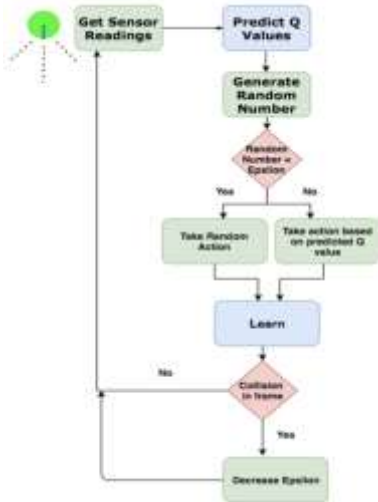 Get Sensor
Readings
Predict Q
Values
Generate
Random
Number
Random
Number <
Epsilon
Yes
No
Take Random
Action
Take action based
on predicted Q
value
Learn
No
Collision
in frame
Yes
Decrease Epsilon